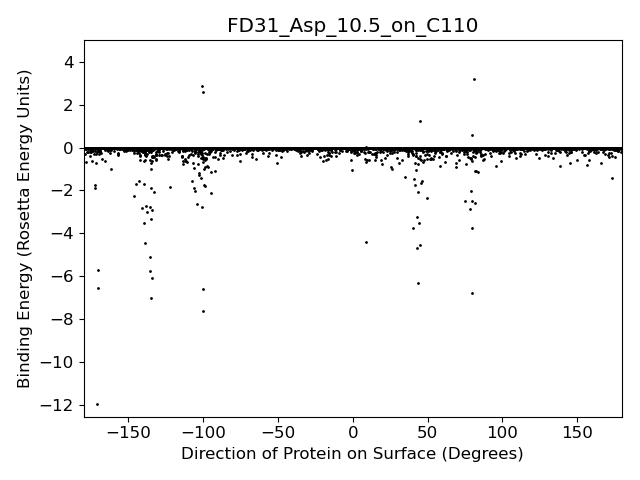 FD31_Asp_10.5_on_C110
Binding Energy (Rosetta Energy Units)
4
2
0
−2
−4
−6
−8
−10
−12
−150 −100 −50 0 50 100 150
Direction of Protein on Surface (Degrees)